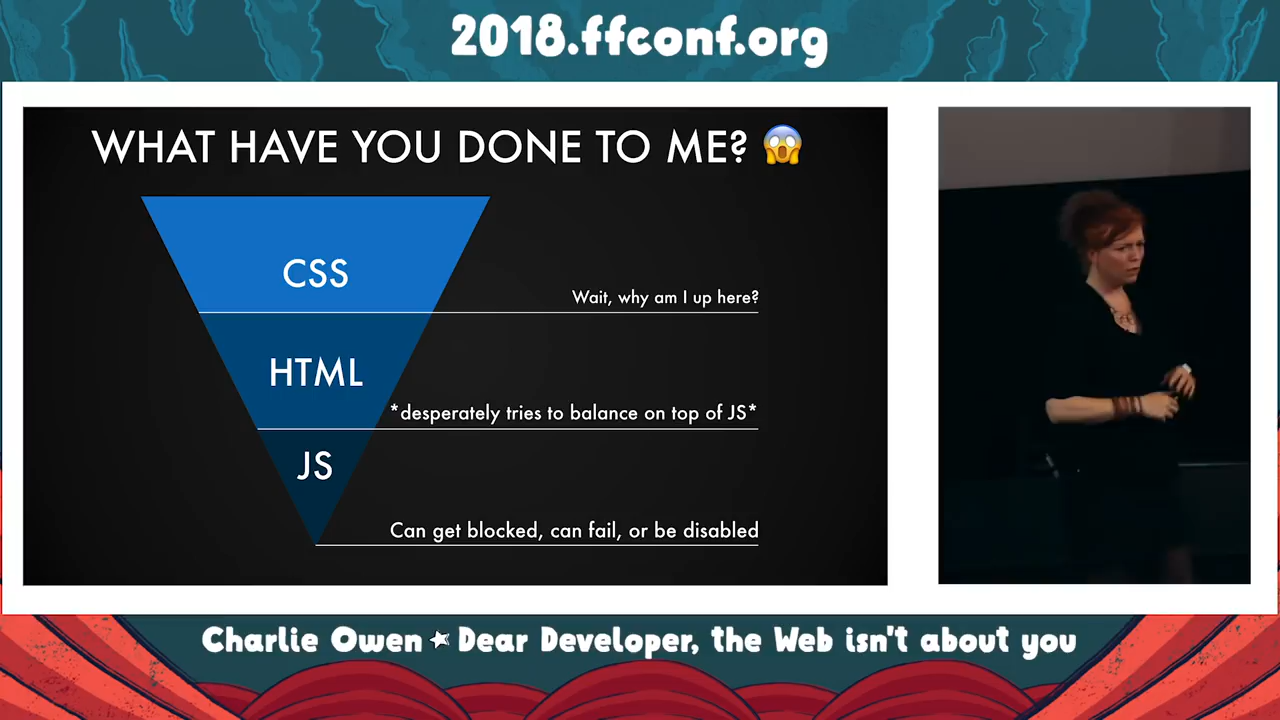 2018.ffconf.org
WHAT HAVE YOU DONE TO ME? 😱
CSS
Wait, why am I up here?
HTML
*desperately tries to balance on top of JS*
JS
Can get blocked, can fail, or be disabled
Charlie Owen ★ Dear Developer, the Web isn't about you